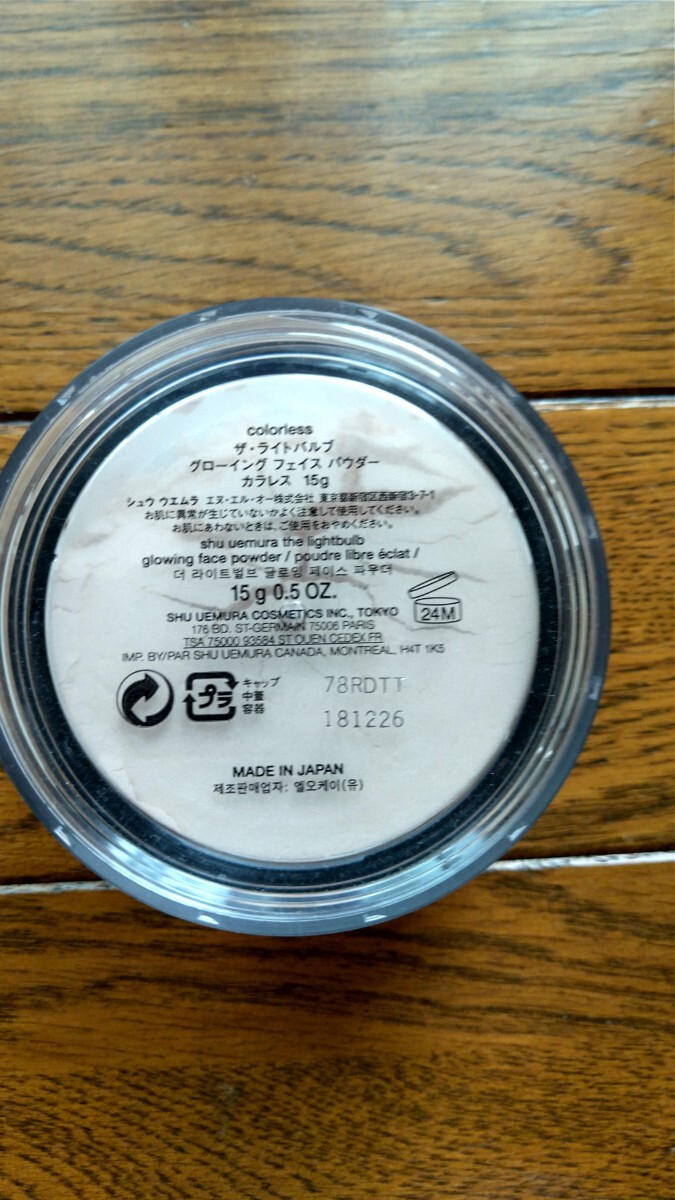 colorless
ザ・ライトバルブ
グローイング フェイス パウダー
カラレス 15g
シュウ ウエムラ エヌ・エル・オー株式会社 東京都新宿区西新宿3-7-1
お肌に異常が生じていないかよく注意して使用してください。
お肌にあわないときは、ご使用をおやめください。
shu uemura the lightbulb
glowing face powder / poudre libre éclat /
더 라이트벌브 글로잉 페이스 파우더
15 g 0.5 OZ.
24M
SHU UEMURA COSMETICS INC., TOKYO
176 BD. ST-GERMAIN 75006 PARIS
TSA 75000 93584 ST OUEN CEDEX FR
IMP. BY/PAR SHU UEMURA CANADA, MONTREAL, H4T 1K5
プラ
キャップ
中蓋
容器
78RDTT
181226
MADE IN JAPAN
제조판매업자: 엘오케이(유)